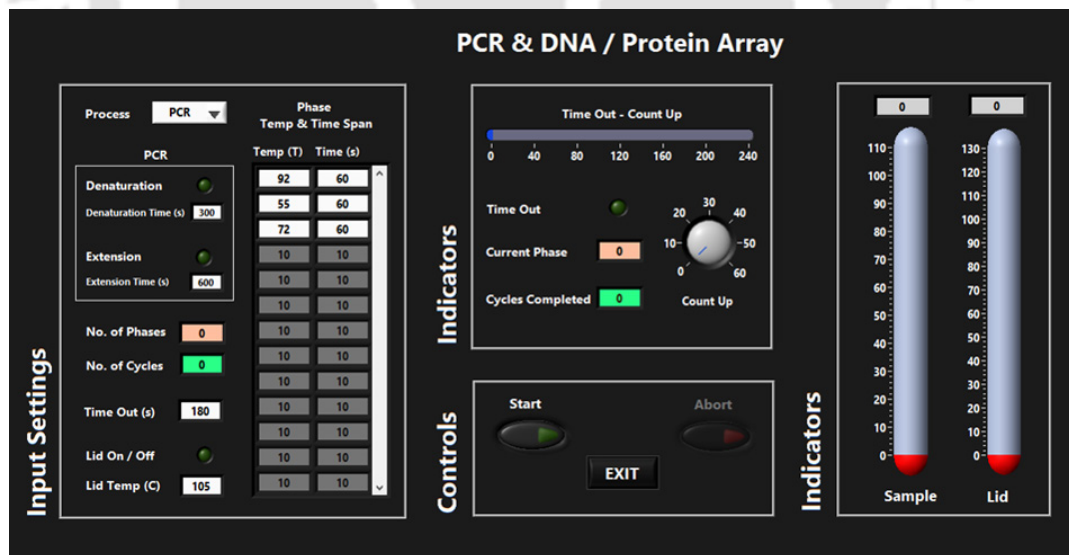 PCR & DNA / Protein Array
Input Settings
Process PCR
PCR
Denaturation
Denaturation Time (s) 300
Extension
Extension Time (s) 600
No. of Phases 0
No. of Cycles 0
Time Out (s) 180
Lid On / Off
Lid Temp (C) 105
Phase
Temp & Time Span
Temp (T) Time (s)
92 60
55 60
72 60
10 10
10 10
10 10
10 10
10 10
10 10
10 10
10 10
10 10
10 10
Indicators
Time Out - Count Up
0 40 80 120 160 200 240
Time Out
Current Phase 0
Cycles Completed 0
0 10 20 30 40 50 60
Count Up
Controls
Start Abort
EXIT
Indicators
0 0
110 130
100 120
90 110
80 100
70 90
60 80
50 70
40 60
30 50
20 40
10 30
0 20
10
0
Sample Lid